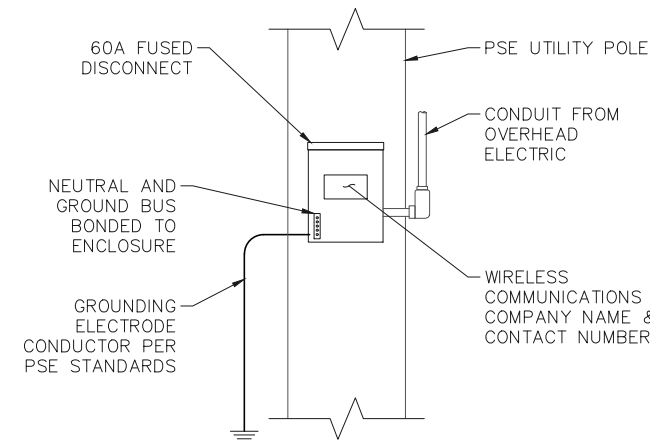 60A FUSED
DISCONNECT
PSE UTILITY POLE
CONDUIT FROM
OVERHEAD
ELECTRIC
NEUTRAL AND
GROUND BUS
BONDED TO
ENCLOSURE
WIRELESS
COMMUNICATIONS
COMPANY NAME &
CONTACT NUMBER
GROUNDING
ELECTRODE
CONDUCTOR PER
PSE STANDARDS